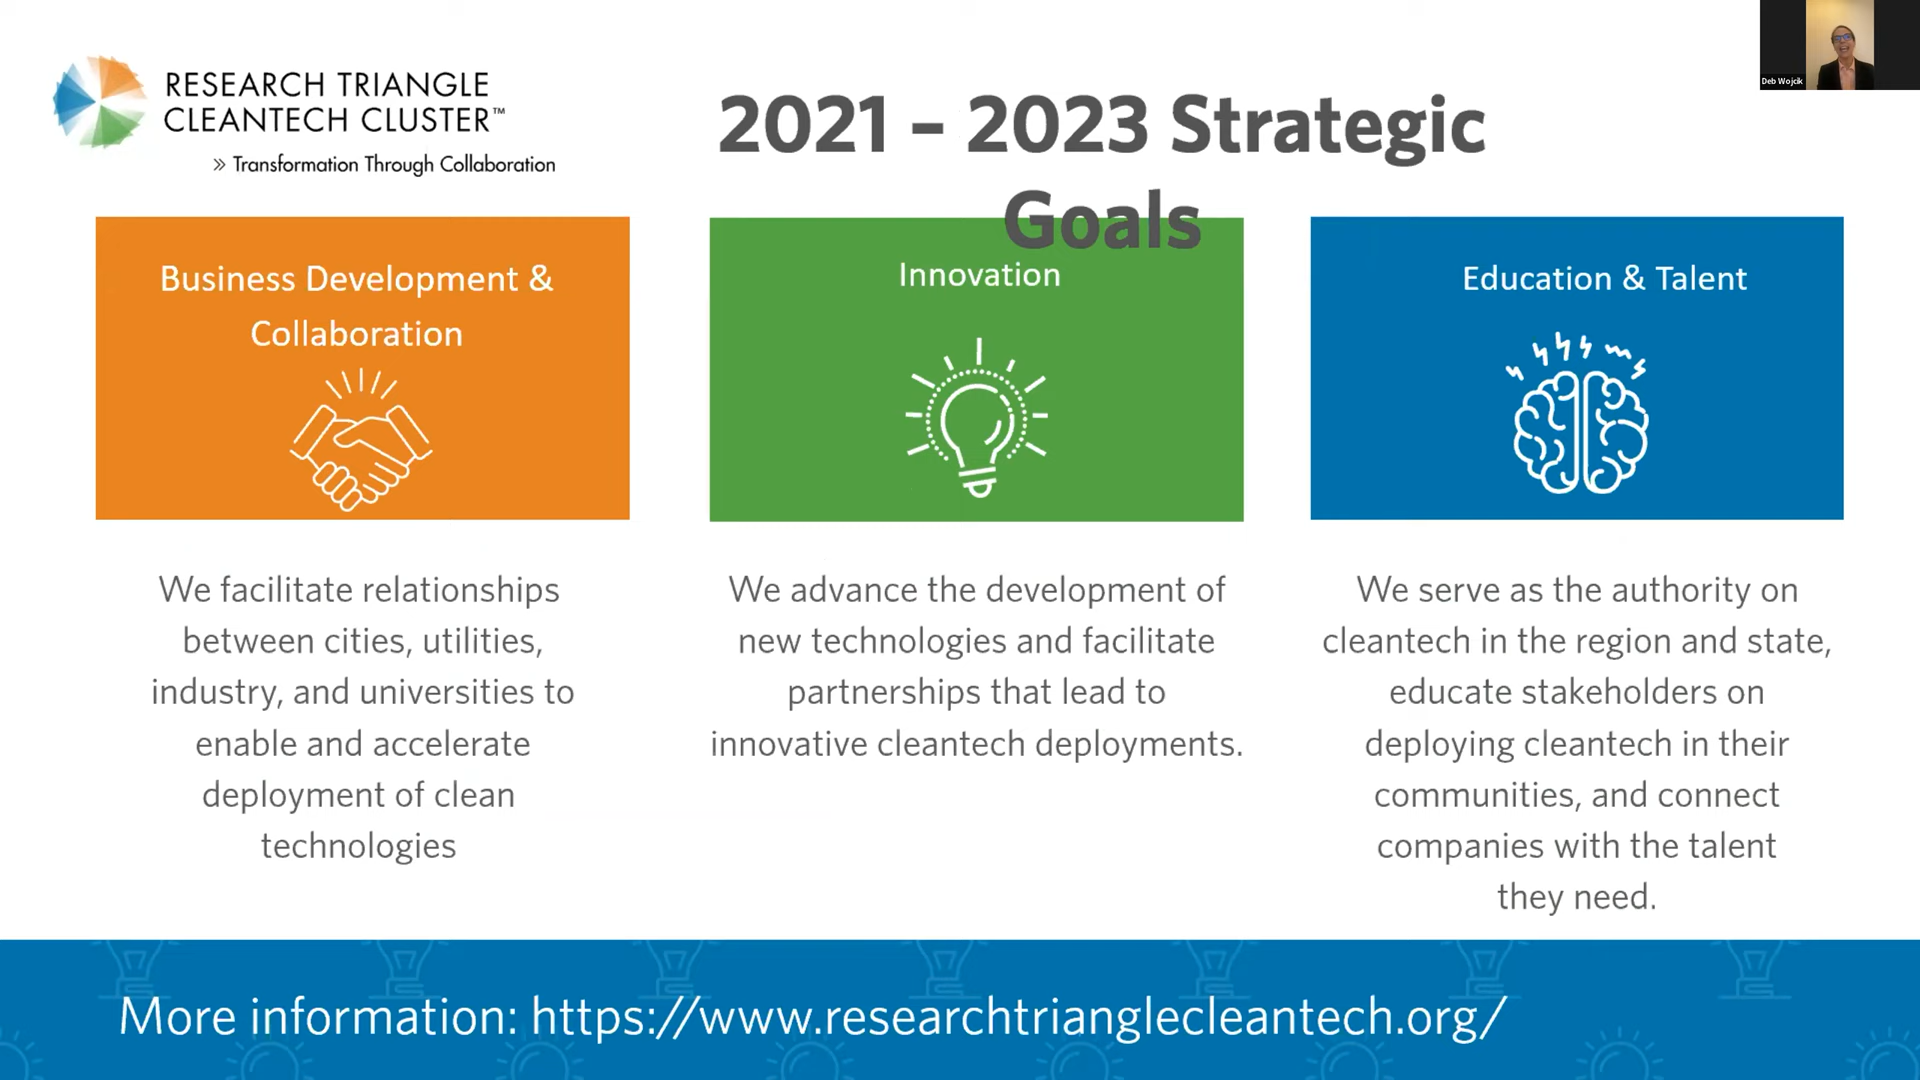 RESEARCH TRIANGLE
CLEANTECH CLUSTER™
» Transformation Through Collaboration
2021 – 2023 Strategic
Goals
Deb Wojcik
Business Development &
Collaboration
Innovation
Education & Talent
We facilitate relationships
between cities, utilities,
industry, and universities to
enable and accelerate
deployment of clean
technologies
We advance the development of
new technologies and facilitate
partnerships that lead to
innovative cleantech deployments.
We serve as the authority on
cleantech in the region and state,
educate stakeholders on
deploying cleantech in their
communities, and connect
companies with the talent
they need.
More information: https://www.researchtrianglecleantech.org/